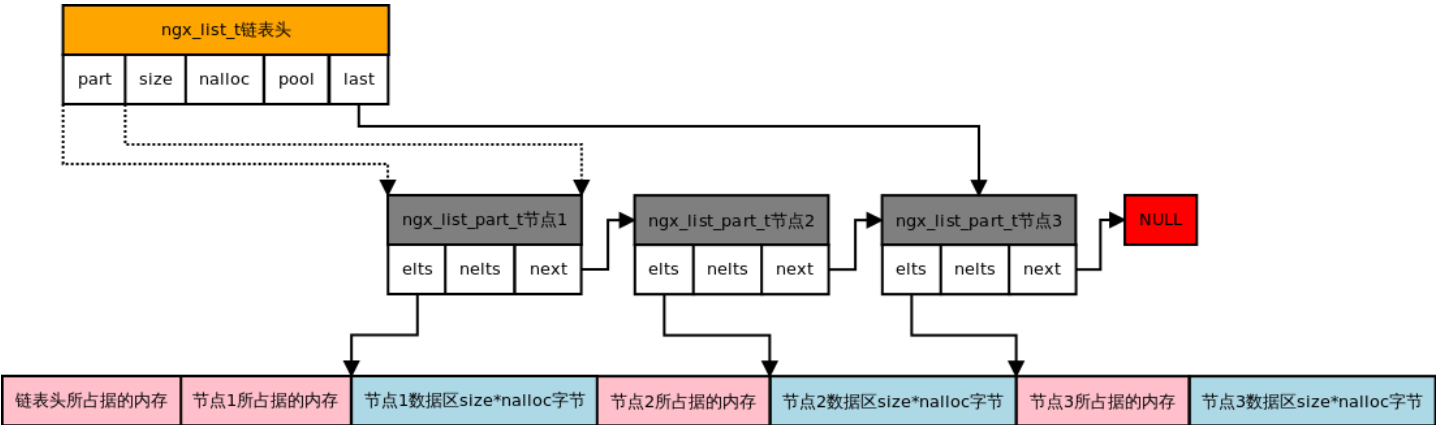 ngx_list_t链表头
part size nalloc pool last
ngx_list_part_t节点1 ngx_list_part_t节点2 ngx_list_part_t节点3 NULL
elts nelts next elts nelts next elts nelts next
链表头所占据的内存 节点1所占据的内存 节点1数据区size*nalloc字节 节点2所占据的内存 节点2数据区size*nalloc字节 节点3所占据的内存 节点3数据区size*nalloc字节